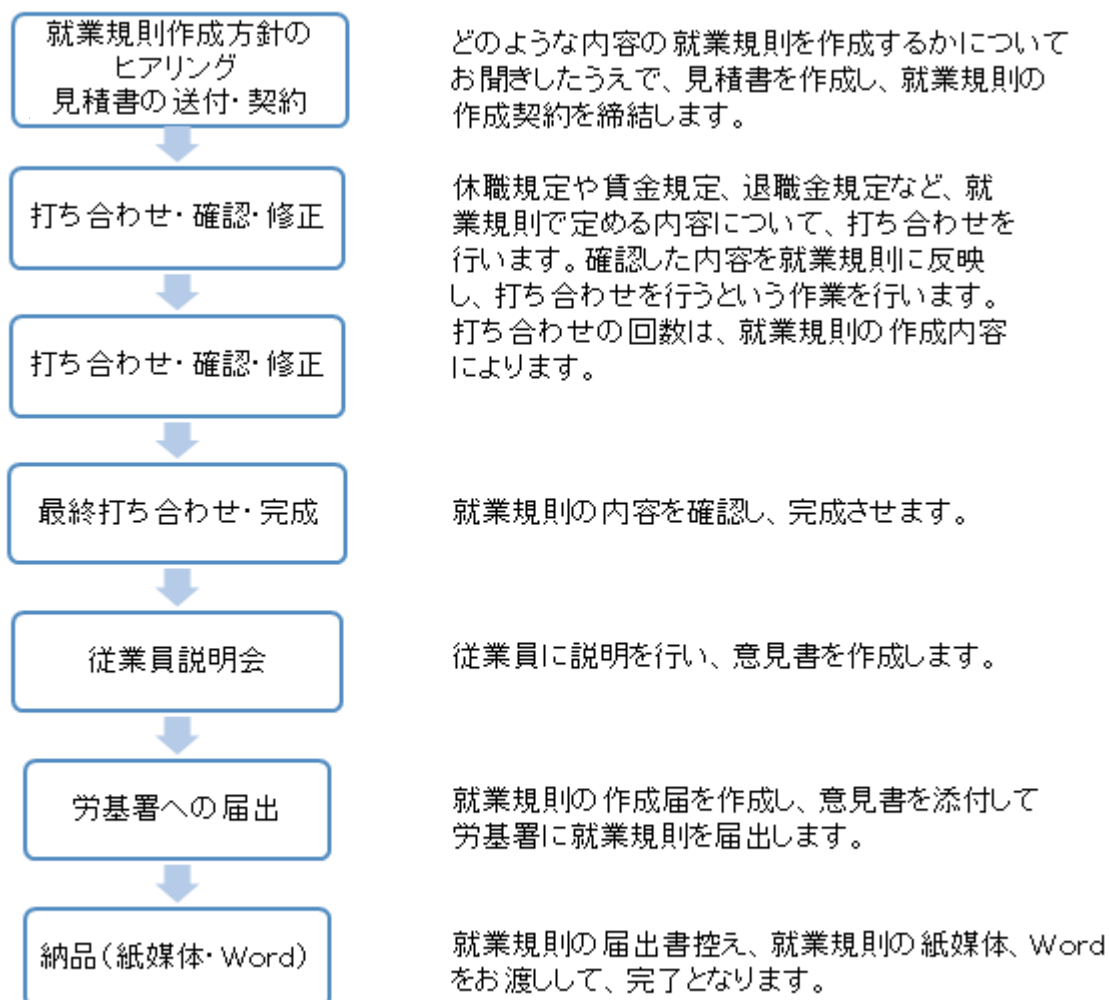 就業規則作成方針の
ヒアリング
見積書の送付・契約
どのような内容の就業規則を作成するかについて
お聞きしたうえで、見積書を作成し、就業規則の
作成契約を締結します。
打ち合わせ・確認・修正
休職規定や賃金規定、退職金規定など、就
業規則で定める内容について、打ち合わせを
行います。確認した内容を就業規則に反映
し、打ち合わせを行うという作業を行います。
打ち合わせの回数は、就業規則の作成内容
によります。
打ち合わせ・確認・修正
最終打ち合わせ・完成
就業規則の内容を確認し、完成させます。
従業員説明会
従業員に説明を行い、意見書を作成します。
労基署への届出
就業規則の作成届を作成し、意見書を添付して
労基署に就業規則を届出します。
納品(紙媒体・Word)
就業規則の届出書控え、就業規則の紙媒体、Word
をお渡しして、完了となります。